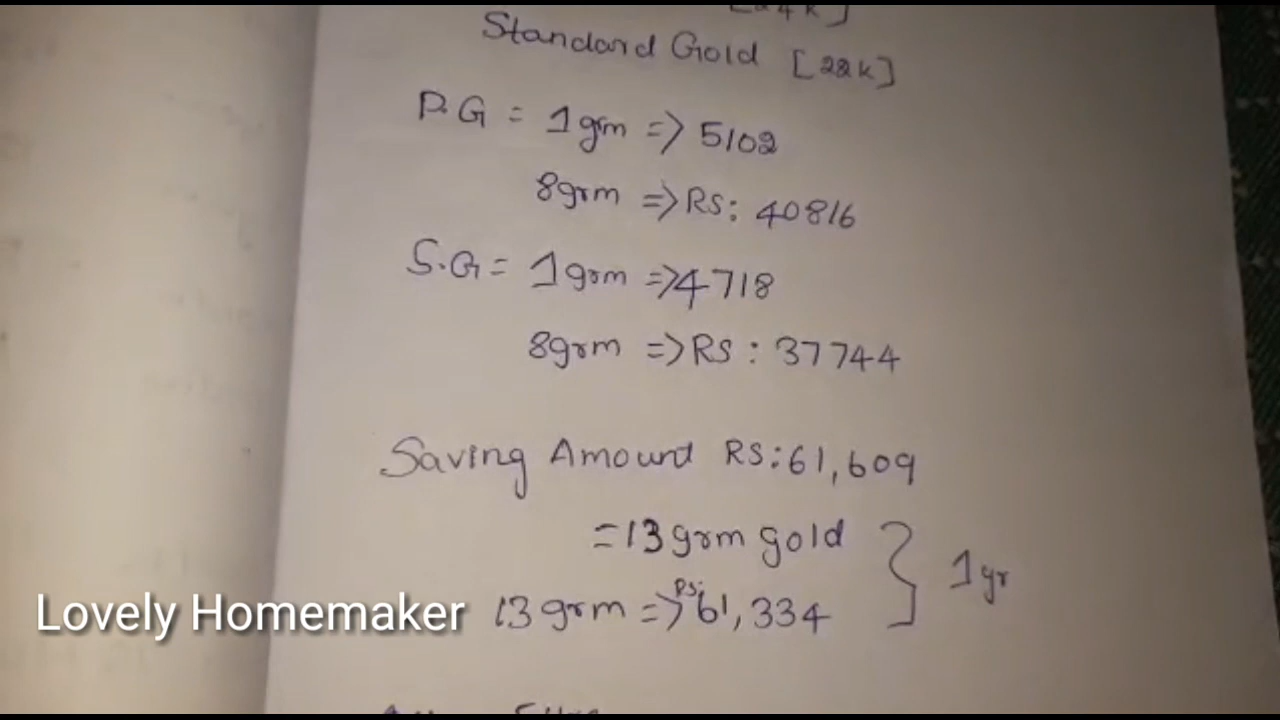 [24k]
Standard Gold [22k]
P.G = 1grm => 5102
8grm => RS: 40816
S.G = 1grm => 4718
8grm => RS: 37744
Saving Amount RS: 61,609
= 13grm gold
1yr
13grm => RS: 61,334
Lovely Homemaker